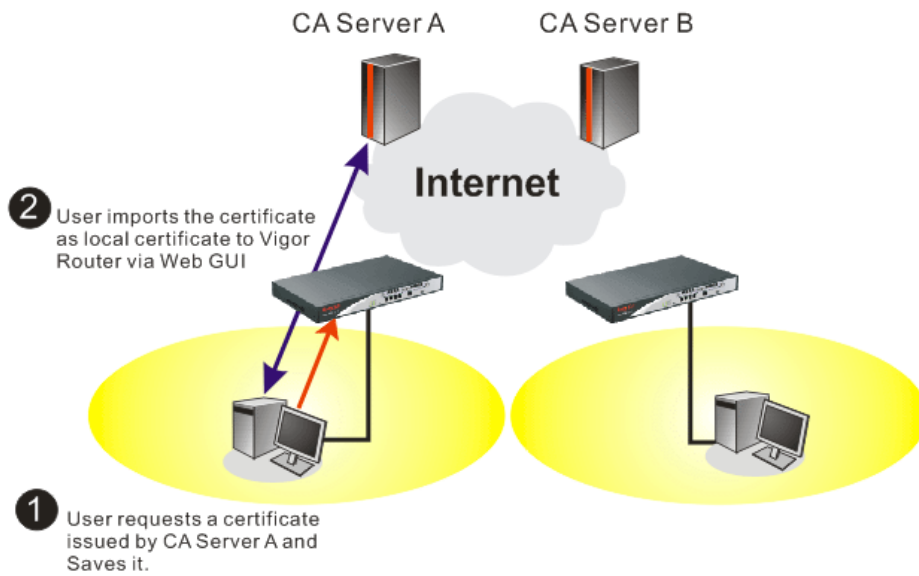 CA Server A
CA Server B
Internet
2
User imports the certificate
as local certificate to Vigor
Router via Web GUI
1
User requests a certificate
issued by CA Server A and
Saves it.